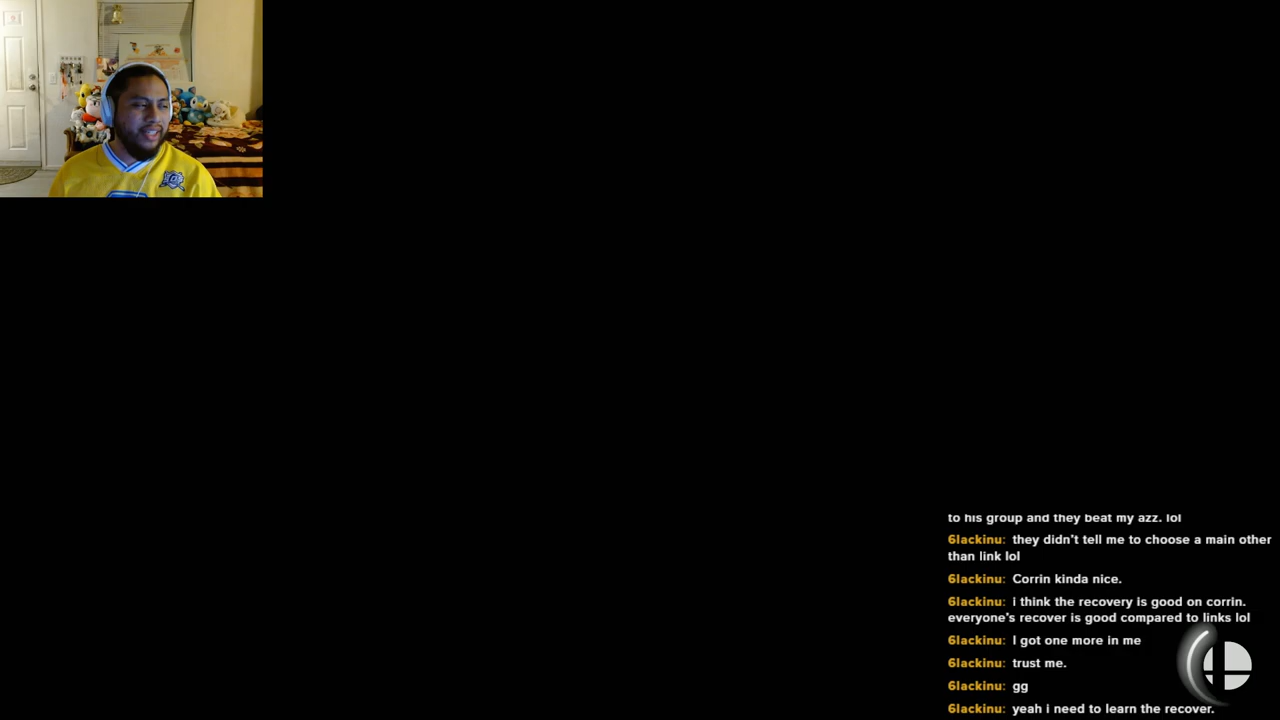 to his group and they beat my azz. lol
6lackinu: they didn't tell me to choose a main other
than link lol
6lackinu: Corrin kinda nice.
6lackinu: i think the recovery is good on corrin.
everyone's recover is good compared to links lol
6lackinu: I got one more in me
6lackinu: trust me.
6lackinu: gg
6lackinu: yeah i need to learn the recover.